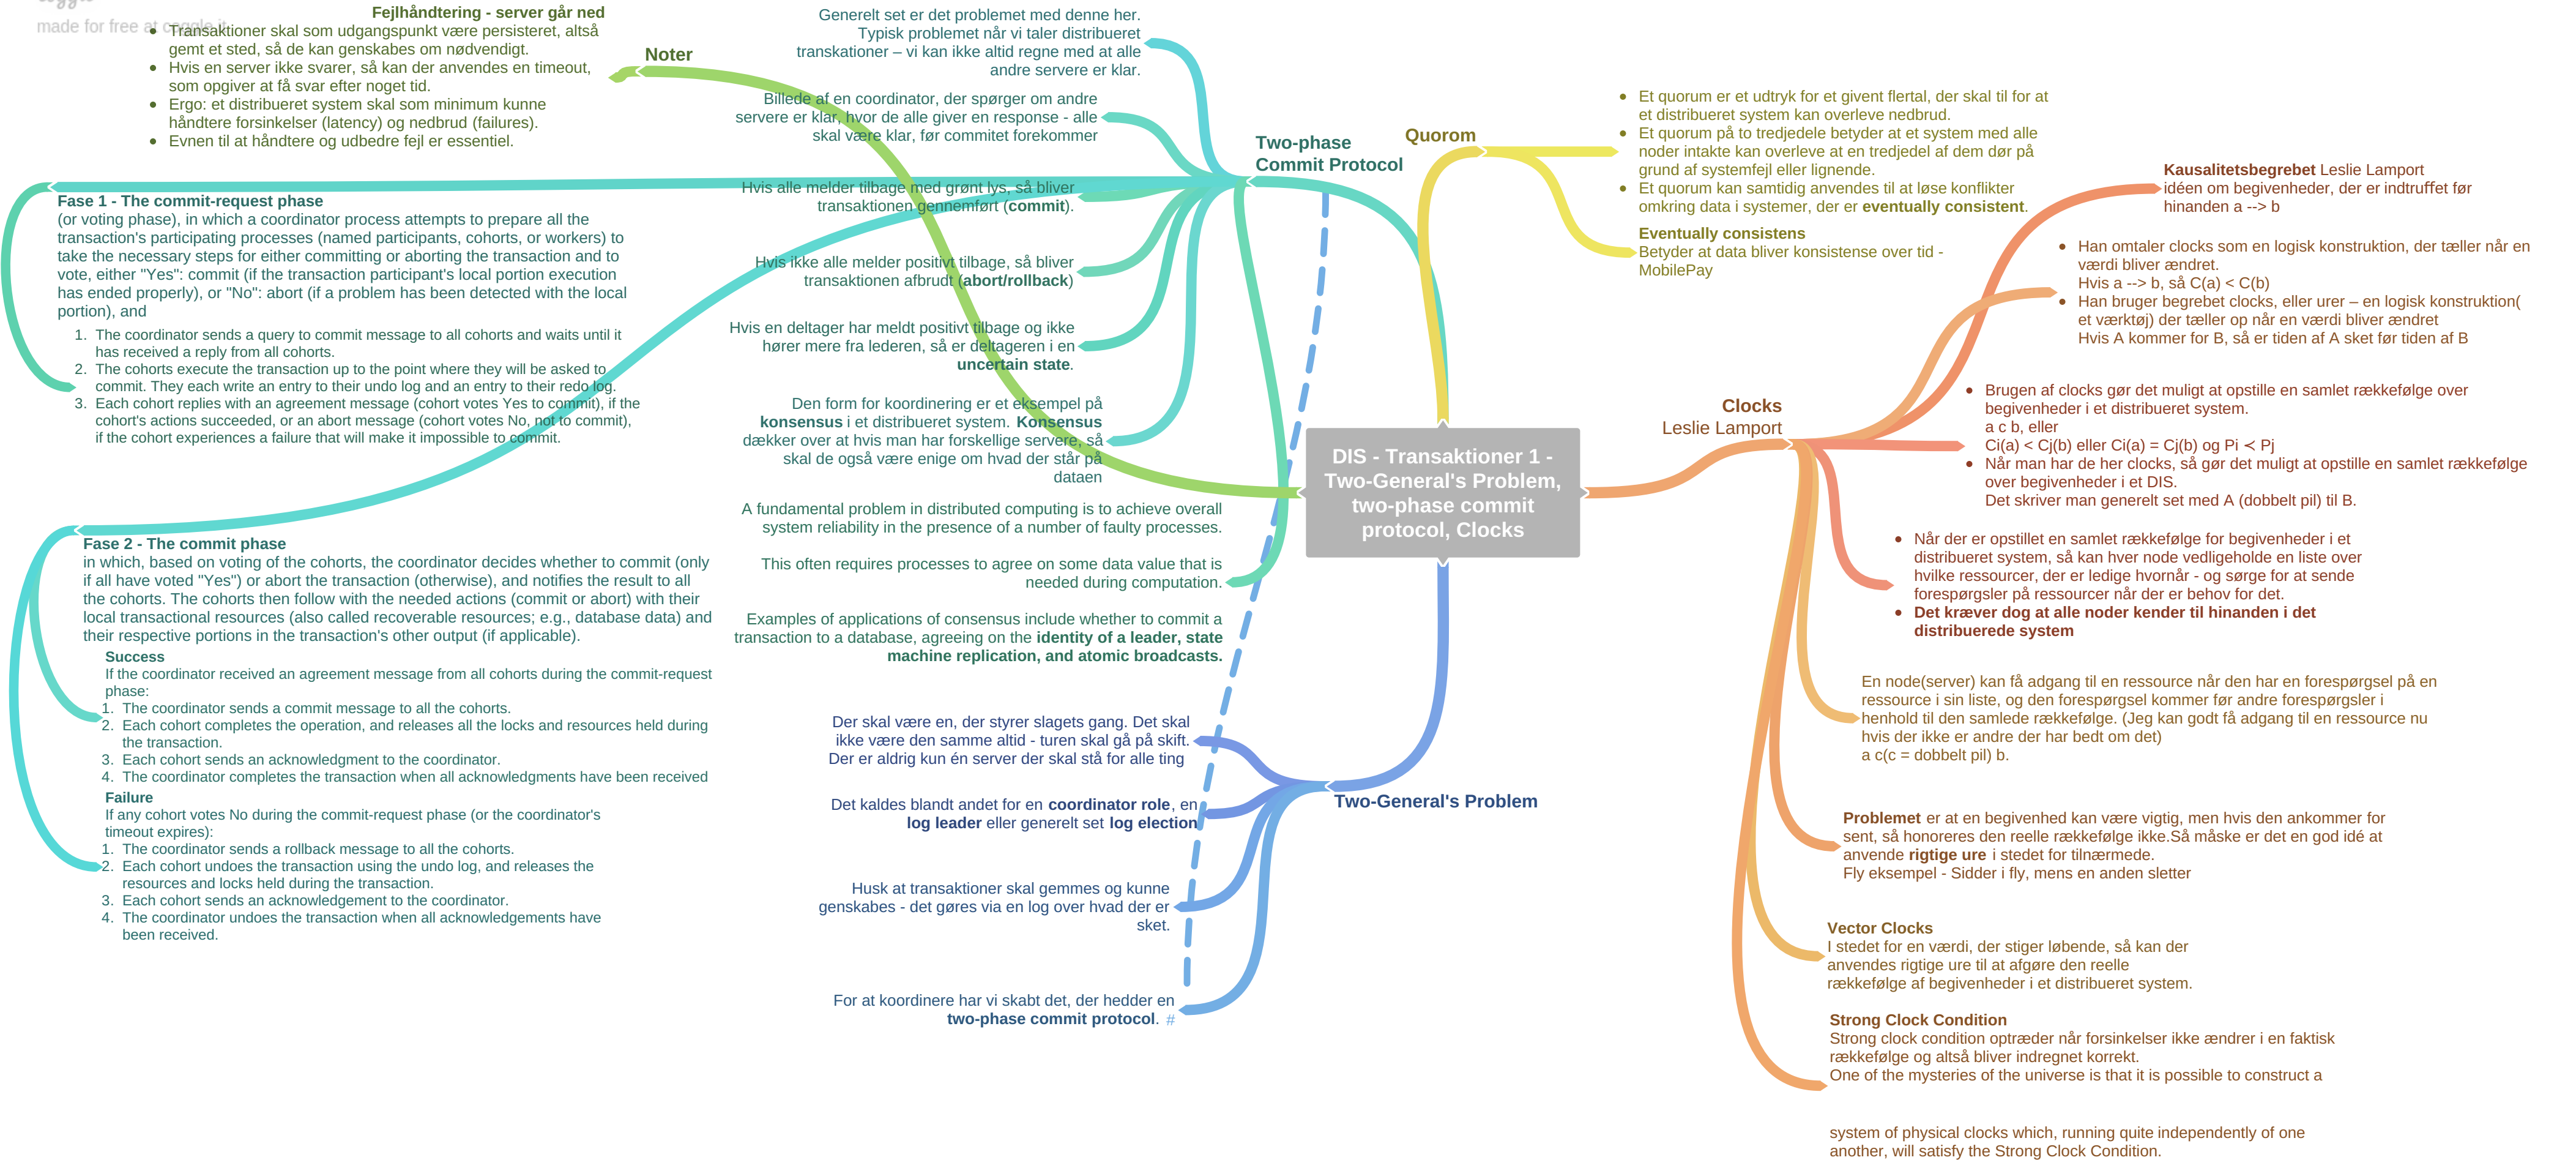 made for free at coggle.it
Fejlhåndtering - server går ned
Transaktioner skal som udgangspunkt være persisteret, altså
gemt et sted, så de kan genskabes om nødvendigt.
Hvis en server ikke svarer, så kan der anvendes en timeout,
som opgiver at få svar efter noget tid.
Ergo: et distribueret system skal som minimum kunne
håndtere forsinkelser (latency) og nedbrud (failures).
Evnen til at håndtere og udbedre fejl er essentiel.
Noter
Generelt set er det problemet med denne her.
Typisk problemet når vi taler distribueret
transkationer – vi kan ikke altid regne med at alle
andre servere er klar.
Billede af en coordinator, der spørger om andre
servere er klar, hvor de alle giver en response - alle
skal være klar, før commitet forekommer
Two-phase
Commit Protocol
Hvis alle melder tilbage med grønt lys, så bliver
transaktionen gennemført (commit).
Hvis ikke alle melder positivt tilbage, så bliver
transaktionen afbrudt (abort/rollback)
Hvis en deltager har meldt positivt tilbage og ikke
hører mere fra lederen, så er deltageren i en
uncertain state.
Den form for koordinering er et eksempel på
konsensus i et distribueret system. Konsensus
dækker over at hvis man har forskellige servere, så
skal de også være enige om hvad der står på
dataen
A fundamental problem in distributed computing is to achieve overall
system reliability in the presence of a number of faulty processes.
This often requires processes to agree on some data value that is
needed during computation.
Examples of applications of consensus include whether to commit a
transaction to a database, agreeing on the identity of a leader, state
machine replication, and atomic broadcasts.
Fase 1 - The commit-request phase
(or voting phase), in which a coordinator process attempts to prepare all the
transaction's participating processes (named participants, cohorts, or workers) to
take the necessary steps for either committing or aborting the transaction and to
vote, either "Yes": commit (if the transaction participant's local portion execution
has ended properly), or "No": abort (if a problem has been detected with the local
portion), and
1. The coordinator sends a query to commit message to all cohorts and waits until it
has received a reply from all cohorts.
2. The cohorts execute the transaction up to the point where they will be asked to
commit. They each write an entry to their undo log and an entry to their redo log.
3. Each cohort replies with an agreement message (cohort votes Yes to commit), if the
cohort's actions succeeded, or an abort message (cohort votes No, not to commit),
if the cohort experiences a failure that will make it impossible to commit.
Fase 2 - The commit phase
in which, based on voting of the cohorts, the coordinator decides whether to commit (only
if all have voted "Yes") or abort the transaction (otherwise), and notifies the result to all
the cohorts. The cohorts then follow with the needed actions (commit or abort) with their
local transactional resources (also called recoverable resources; e.g., database data) and
their respective portions in the transaction's other output (if applicable).
Success
If the coordinator received an agreement message from all cohorts during the commit-request
phase:
1. The coordinator sends a commit message to all the cohorts.
2. Each cohort completes the operation, and releases all the locks and resources held during
the transaction.
3. Each cohort sends an acknowledgment to the coordinator.
4. The coordinator completes the transaction when all acknowledgments have been received
Failure
If any cohort votes No during the commit-request phase (or the coordinator's
timeout expires):
1. The coordinator sends a rollback message to all the cohorts.
2. Each cohort undoes the transaction using the undo log, and releases the
resources and locks held during the transaction.
3. Each cohort sends an acknowledgement to the coordinator.
4. The coordinator undoes the transaction when all acknowledgements have
been received.
DIS - Transaktioner 1 -
Two-General's Problem,
two-phase commit
protocol, Clocks
Der skal være en, der styrer slagets gang. Det skal
ikke være den samme altid - turen skal gå på skift.
Der er aldrig kun én server der skal stå for alle ting
Det kaldes blandt andet for en coordinator role, en
log leader eller generelt set log election
Husk at transaktioner skal gemmes og kunne
genskabes - det gøres via en log over hvad der er
sket.
For at koordinere har vi skabt det, der hedder en
two-phase commit protocol. #
Two-General's Problem
Quorom
Et quorum er et udtryk for et givent flertal, der skal til for at
et distribueret system kan overleve nedbrud.
Et quorum på to tredjedele betyder at et system med alle
noder intakte kan overleve at en tredjedel af dem dør på
grund af systemfejl eller lignende.
Et quorum kan samtidig anvendes til at løse konflikter
omkring data i systemer, der er eventually consistent.
Eventually consistens
Betyder at data bliver konsistense over tid -
MobilePay
Clocks
Leslie Lamport
Kausalitetsbegrebet Leslie Lamport
idéen om begivenheder, der er indtruffet før
hinanden a --> b
Han omtaler clocks som en logisk konstruktion, der tæller når en
værdi bliver ændret.
Hvis a --> b, så C(a) < C(b)
Han bruger begrebet clocks, eller urer – en logisk konstruktion(
et værktøj) der tæller op når en værdi bliver ændret
Hvis A kommer for B, så er tiden af A sket før tiden af B
Brugen af clocks gør det muligt at opstille en samlet rækkefølge over
begivenheder i et distribueret system.
a c b, eller
Ci(a) < Cj(b) eller Ci(a) = Cj(b) og Pi ≺ Pj
Når man har de her clocks, så gør det muligt at opstille en samlet rækkefølge
over begivenheder i et DIS.
Det skriver man generelt set med A (dobbelt pil) til B.
Når der er opstillet en samlet rækkefølge for begivenheder i et
distribueret system, så kan hver node vedligeholde en liste over
hvilke ressourcer, der er ledige hvornår - og sørge for at sende
forespørgsler på ressourcer når der er behov for det.
Det kræver dog at alle noder kender til hinanden i det
distribuerede system
En node(server) kan få adgang til en ressource når den har en forespørgsel på en
ressource i sin liste, og den forespørgsel kommer før andre forespørgsler i
henhold til den samlede rækkefølge. (Jeg kan godt få adgang til en ressource nu
hvis der ikke er andre der har bedt om det)
a c(c = dobbelt pil) b.
Problemet er at en begivenhed kan være vigtig, men hvis den ankommer for
sent, så honoreres den reelle rækkefølge ikke.Så måske er det en god idé at
anvende rigtige ure i stedet for tilnærmede.
Fly eksempel - Sidder i fly, mens en anden sletter
Vector Clocks
I stedet for en værdi, der stiger løbende, så kan der
anvendes rigtige ure til at afgøre den reelle
rækkefølge af begivenheder i et distribueret system.
Strong Clock Condition
Strong clock condition optræder når forsinkelser ikke ændrer i en faktisk
rækkefølge og altså bliver indregnet korrekt.
One of the mysteries of the universe is that it is possible to construct a
system of physical clocks which, running quite independently of one
another, will satisfy the Strong Clock Condition.